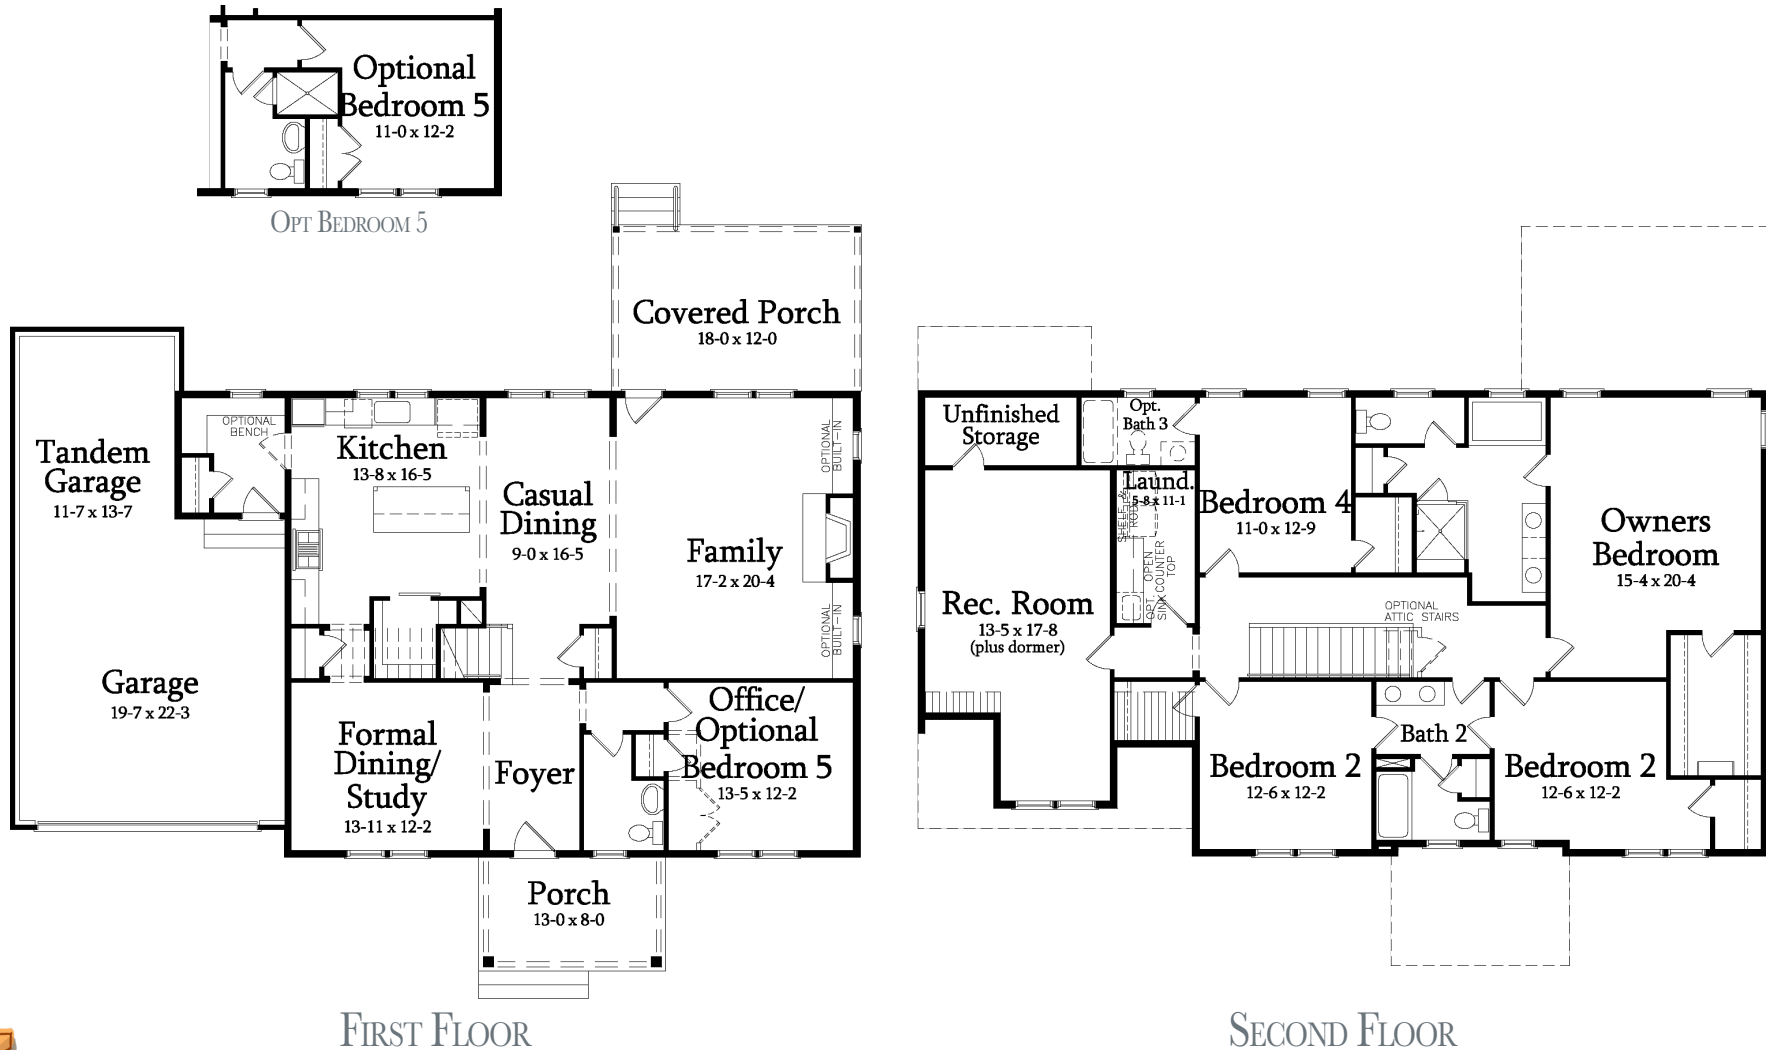 Optional
Bedroom 5
11-0 x 12-2
OPT BEDROOM 5
Covered Porch
18-0 x 12-0
Tandem
Garage
11-7 x 13-7
OPTIONAL
BENCH
Kitchen
13-8 x 16-5
Casual
Dining
9-0 x 16-5
Family
17-2 x 20-4
OPTIONAL
BUILT-IN
OPTIONAL
BUILT-IN
Garage
19-7 x 22-3
Formal
Dining/
Study
13-11 x 12-2
Foyer
Office/
Optional
Bedroom 5
13-5 x 12-2
Porch
13-0 x 8-0
FIRST FLOOR
Unfinished
Storage
Opt.
Bath 3
Laund.
5-8 x 11-1
SHELF &
ROD
OPT. OPEN
SINK COUNTER
TOP
Bedroom 4
11-0 x 12-9
Owners
Bedroom
15-4 x 20-4
Rec. Room
13-5 x 17-8
(plus dormer)
OPTIONAL
ATTIC STAIRS
Bath 2
Bedroom 2
12-6 x 12-2
Bedroom 2
12-6 x 12-2
SECOND FLOOR